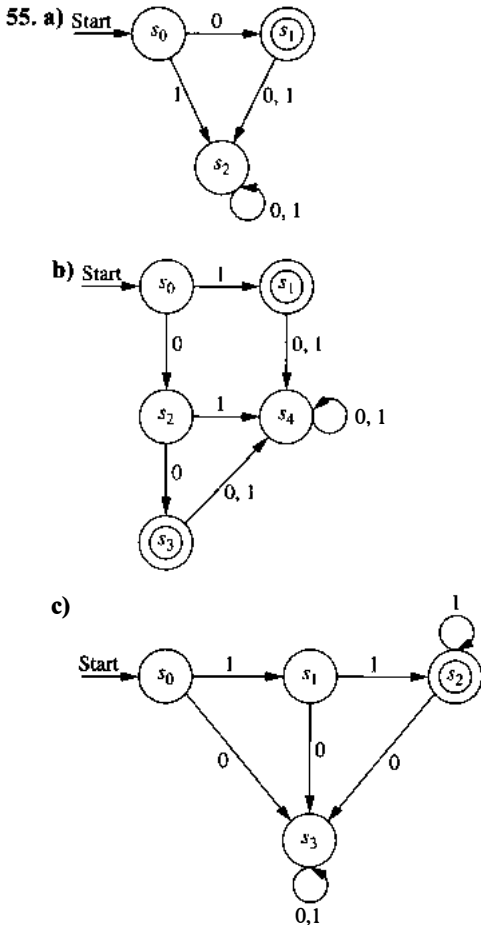 55. a) Start s₀ 0 s₁
1 0, 1
s₂
0, 1
b) Start s₀ 1 s₁
0 0, 1
s₂ 1 s₄ 0, 1
0 0, 1
s₃
c) 1
Start s₀ 1 s₁ 1 s₂
0 0 0
s₃
0,1